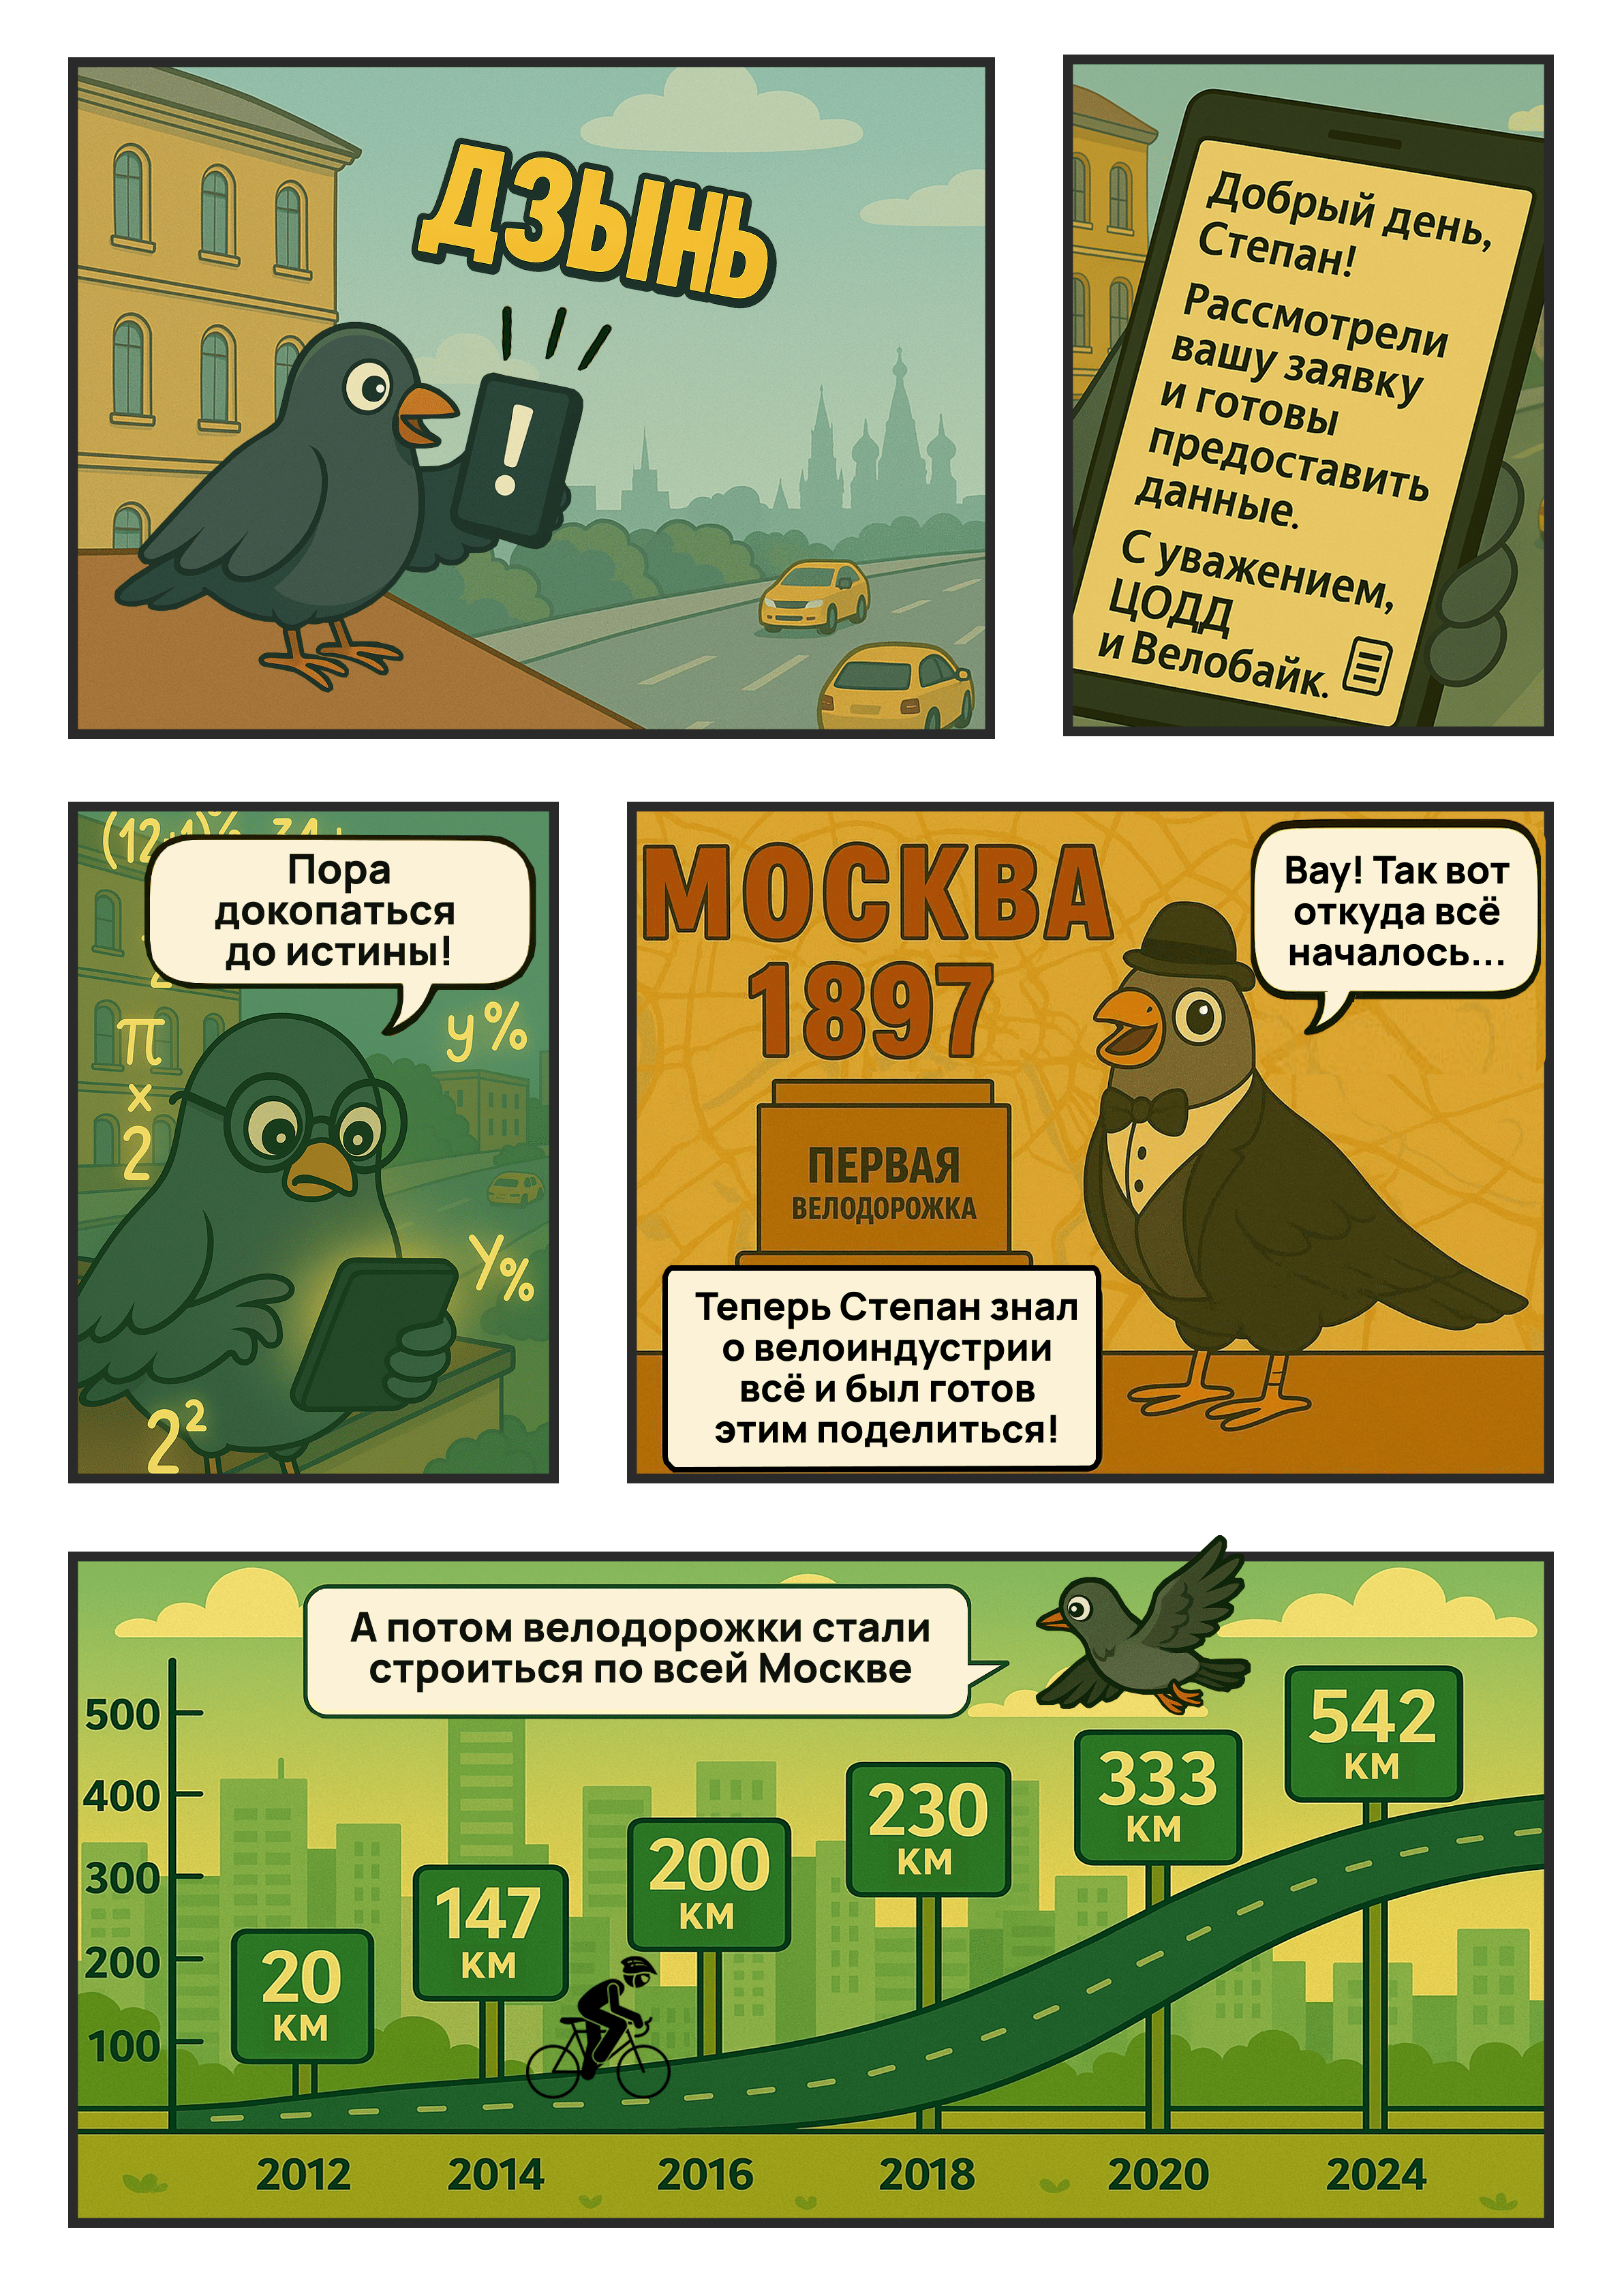 ДЗЫНЬ
!
Добрый день,
Степан!
Рассмотрели
вашу заявку
и готовы
предоставить
данные.
С уважением,
ЦОДД
и Велобайк.
Пора
докопаться
до истины!
π
x
2
y%
Y%
2²
МОСКВА
1897
Вау! Так вот
откуда всё
началось...
ПЕРВАЯ
ВЕЛОДОРОЖКА
Теперь Степан знал
о велоиндустрии
всё и был готов
этим поделиться!
А потом велодорожки стали
строиться по всей Москве
500
400
300
200
100
20
КМ
147
КМ
200
КМ
230
КМ
333
КМ
542
КМ
2012 2014 2016 2018 2020 2024